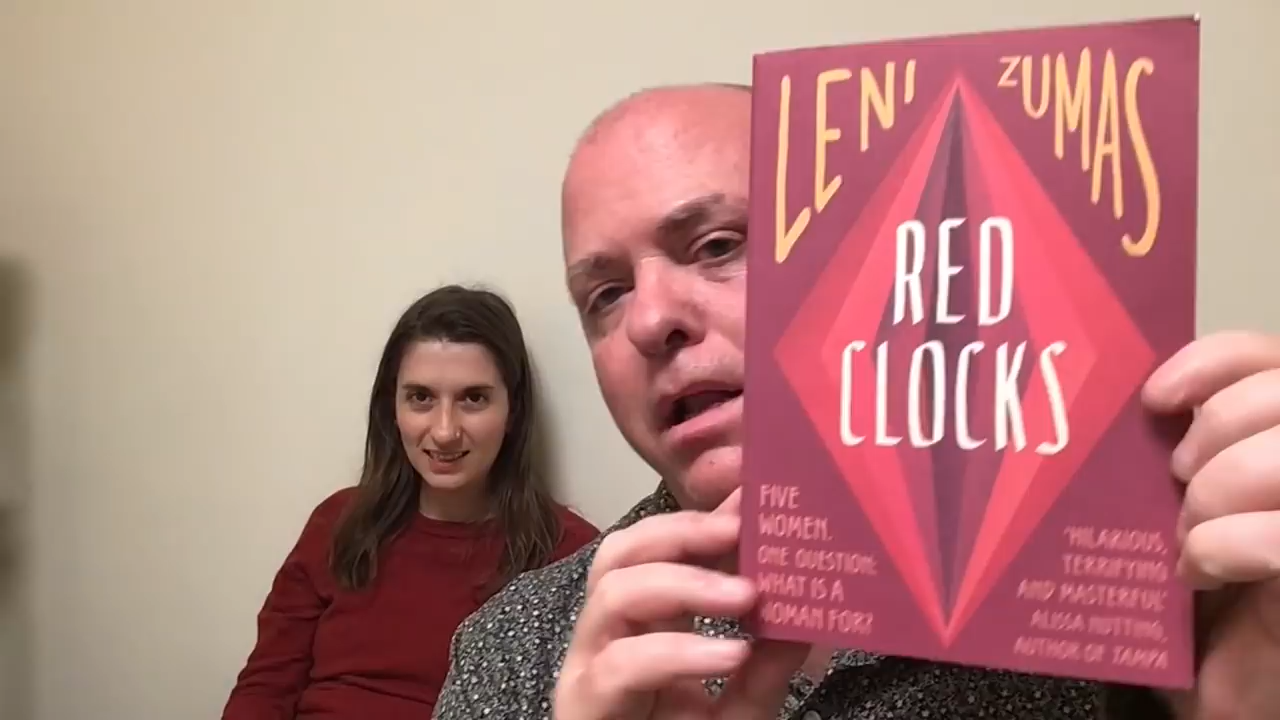 LENI ZUMAS
RED
CLOCKS
FIVE
WOMEN.
ONE QUESTION:
WHAT IS A
WOMAN FOR?
"HILARIOUS,
TERRIFYING
AND MASTERFUL"
ALISSA NUTTING,
AUTHOR OF TAMPA